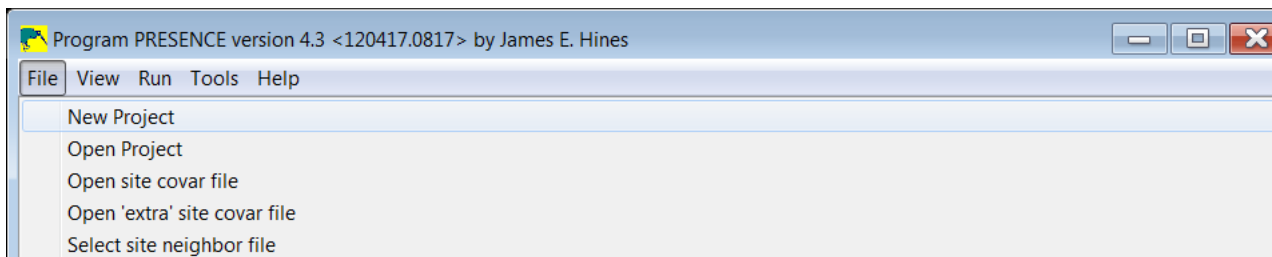 Program PRESENCE version 4.3 <120417.0817> by James E. Hines
File View Run Tools Help
New Project
Open Project
Open site covar file
Open 'extra' site covar file
Select site neighbor file